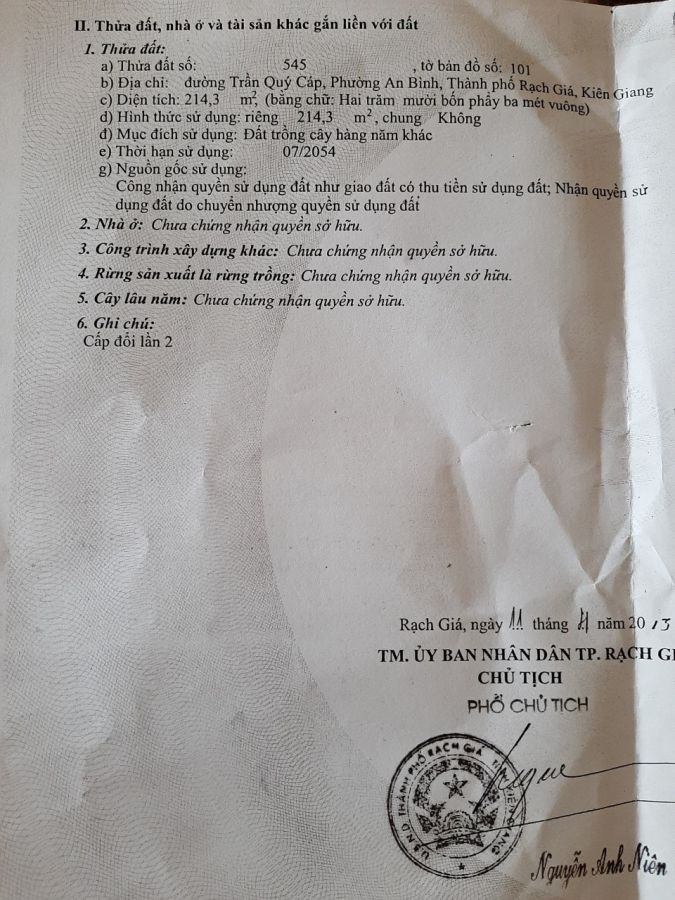 II. Thửa đất, nhà ở và tài sản khác gắn liền với đất
1. Thửa đất:
a) Thửa đất số: 545 , tờ bản đồ số: 101
b) Địa chỉ: đường Trần Quý Cáp, Phường An Bình, Thành phố Rạch Giá, Kiên Giang
c) Diện tích: 214,3 m², (bằng chữ: Hai trăm mười bốn phẩy ba mét vuông)
d) Hình thức sử dụng: riêng 214,3 m², chung Không
đ) Mục đích sử dụng: Đất trồng cây hàng năm khác
e) Thời hạn sử dụng: 07/2054
g) Nguồn gốc sử dụng:
Công nhận quyền sử dụng đất như giao đất có thu tiền sử dụng đất; Nhận quyền sử
dụng đất do chuyển nhượng quyền sử dụng đất
2. Nhà ở: Chưa chứng nhận quyền sở hữu.
3. Công trình xây dựng khác: Chưa chứng nhận quyền sở hữu.
4. Rừng sản xuất là rừng trồng: Chưa chứng nhận quyền sở hữu.
5. Cây lâu năm: Chưa chứng nhận quyền sở hữu.
6. Ghi chú:
Cấp đổi lần 2
Rạch Giá, ngày 11 tháng năm 2013
TM. ỦY BAN NHÂN DÂN TP. RẠCH GI
CHỦ TỊCH
PHÓ CHỦ TỊCH
U.B.N.D. THÀNH PHỐ RẠCH GIÁ
Nguyễn Anh Niên